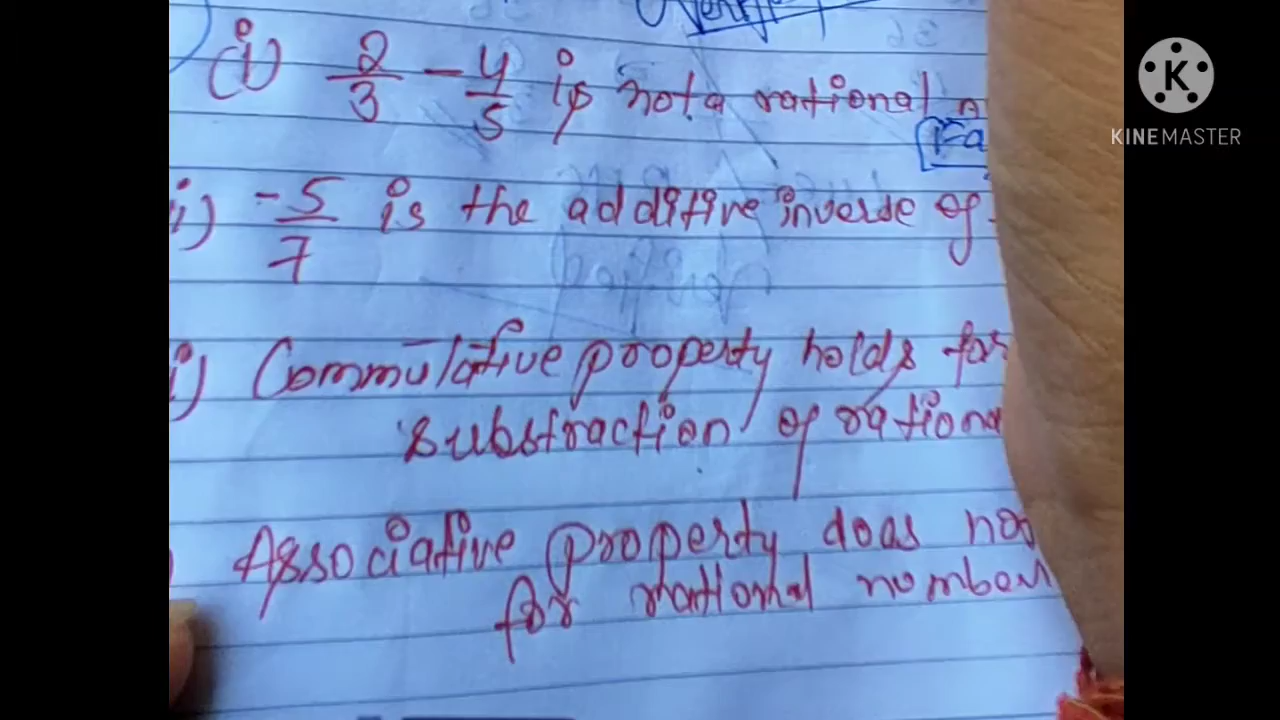 (i) 2/3 - 4/5 is not a rational
Fa
i) -5/7 is the additive inverse of
i) Commulative property holds for
substraction of rationa
Associative property does no
for rational number
K
KINEMASTER